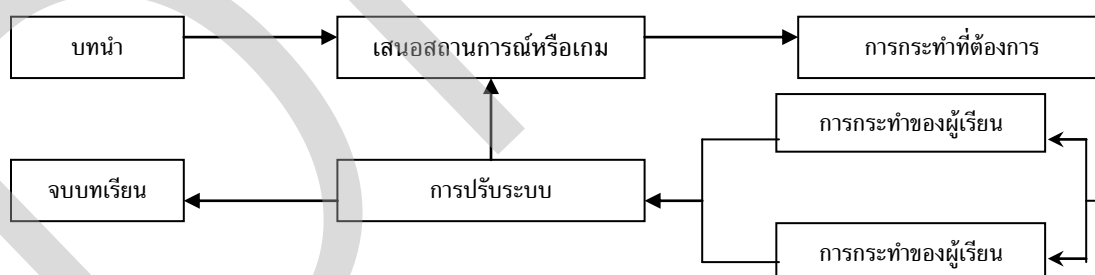 บทนำ
เสนอสถานการณ์หรือเกม
การกระทำที่ต้องการ
การกระทำของผู้เรียน
จบบทเรียน
การปรับระบบ
การกระทำของผู้เรียน